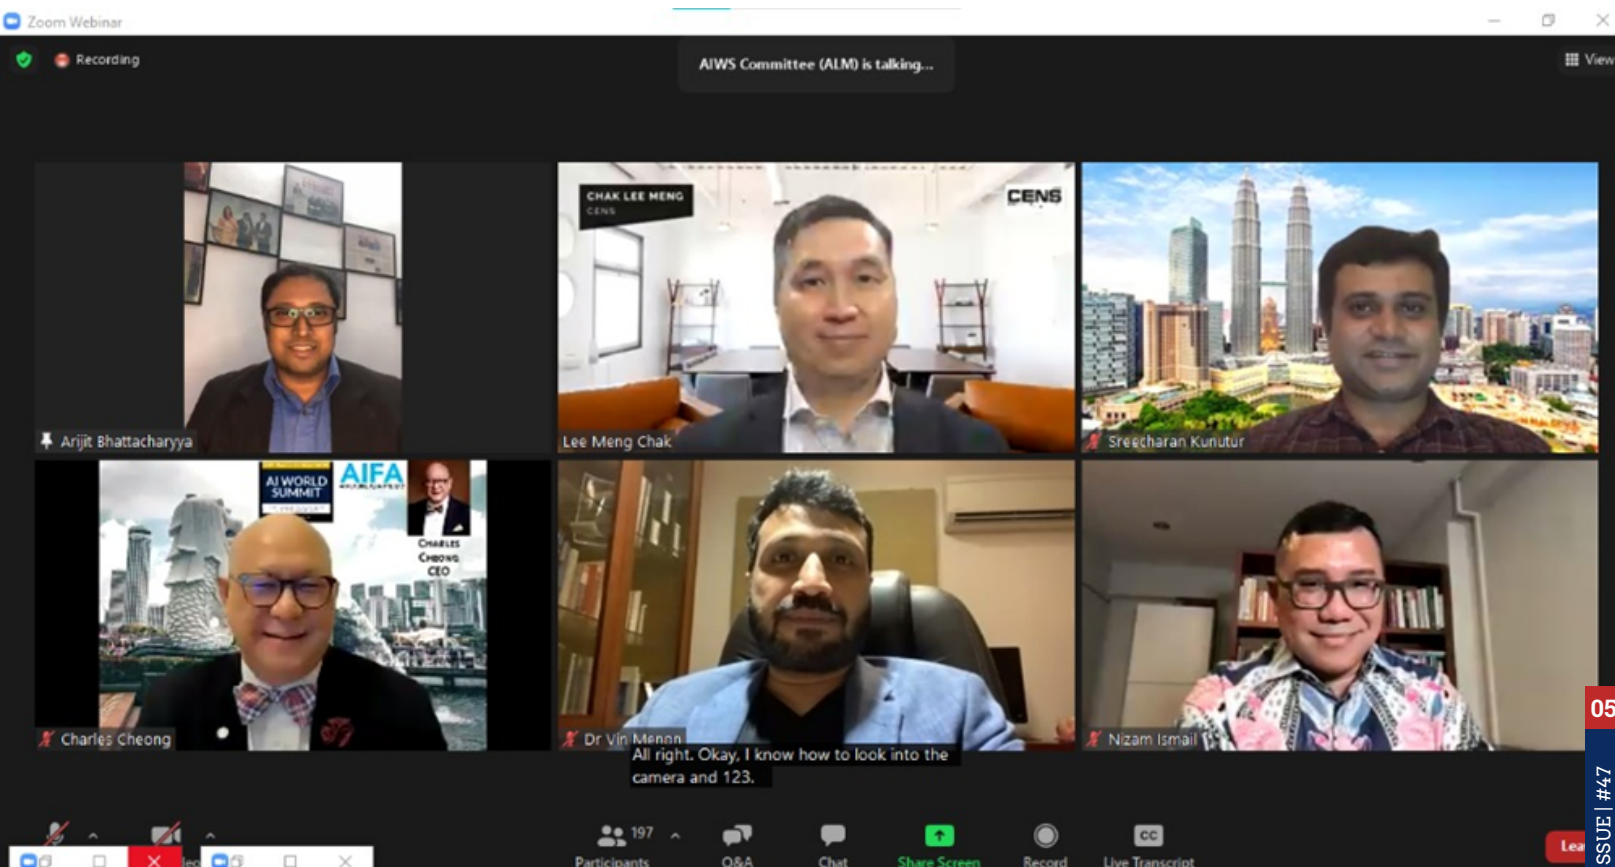 Zoom Webinar
Recording
AIWS Committee (ALM) is talking...
View
CHAK LEE MENG
CENS
CENS
Arijit Bhattacharyya
Lee Meng Chak
Sreecharan Kunutur
AI WORLD
SUMMIT
AIFA
CHARLES
CHEONG
CEO
Charles Cheong
Dr Vin Menon
Nizam Ismail
All right. Okay, I know how to look into the
camera and 123.
05
ISSUE | #47
197
Participants
Q&A
Chat
Share Screen
Record
CC
Live Transcript
Lea